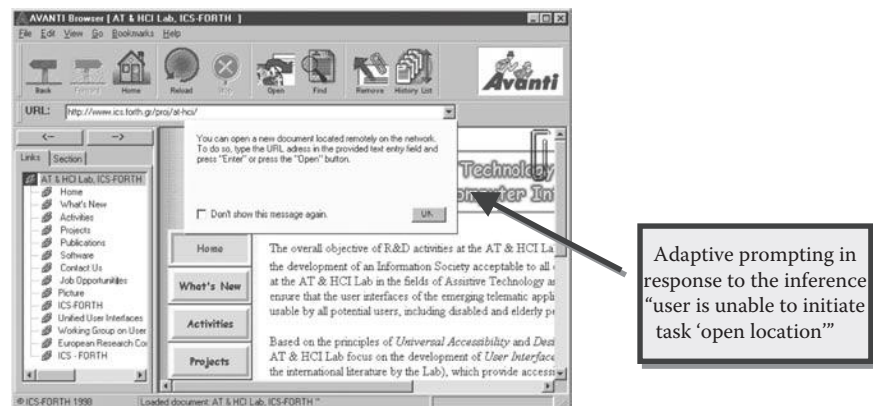 AVANTI Browser [ AT & HCI Lab, ICS-FORTH ]
File Edit View Go Bookmarks Help
Back Forward Home Reload Stop Open Find Remove History List
Avanti
URL: http://www.ics.forth.gr/proj/at-hci/
<-- -->
Links Section
AT & HCI Lab, ICS-FORTH
Home
What's New
Activities
Projects
Publications
Software
Contact Us
Job Opportunities
Picture
ICS-FORTH
Unified User Interfaces
Working Group on User
European Research Co
ICS - FORTH
You can open a new document located remotely on the network.
To do so, type the URL adress in the provided text entry field and
press "Enter" or press the "Open" button.
Don't show this message again.
Technology
mputer Int
Home
What's New
Activities
Projects
The overall objective of R&D activities at the AT & HCI La
the development of an Information Society acceptable to all
at the AT & HCI Lab in the fields of Assistive Technology a
ensure that the user interfaces of the emerging telematic appli
usable by all potential users, including disabled and elderly pe
Based on the principles of Universal Accessibility and Desi
AT & HCI Lab focus on the development of User Interface
the international literature by the Lab), which provide access
© ICS-FORTH 1998 Loaded document: AT & HCI Lab, ICS-FORTH "
Adaptive prompting in
response to the inference
“user is unable to initiate
task ‘open location’”